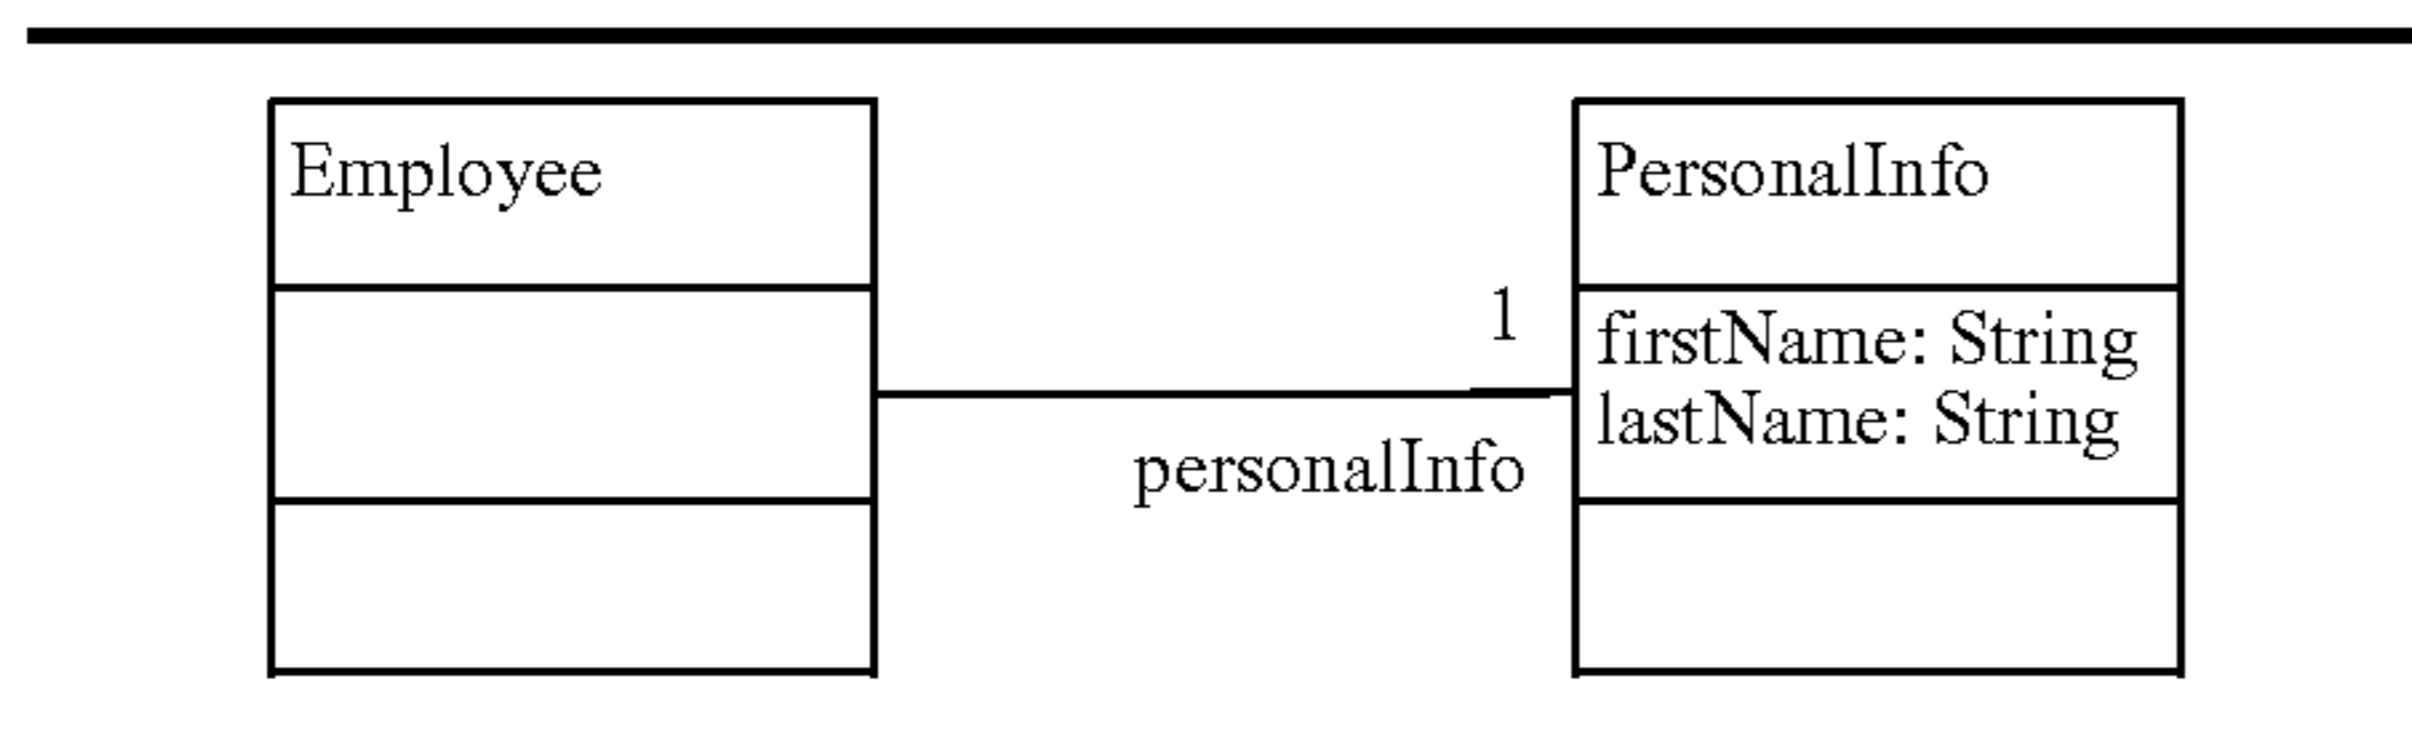 Employee
PersonalInfo
1
firstName: String
lastName: String
personalInfo